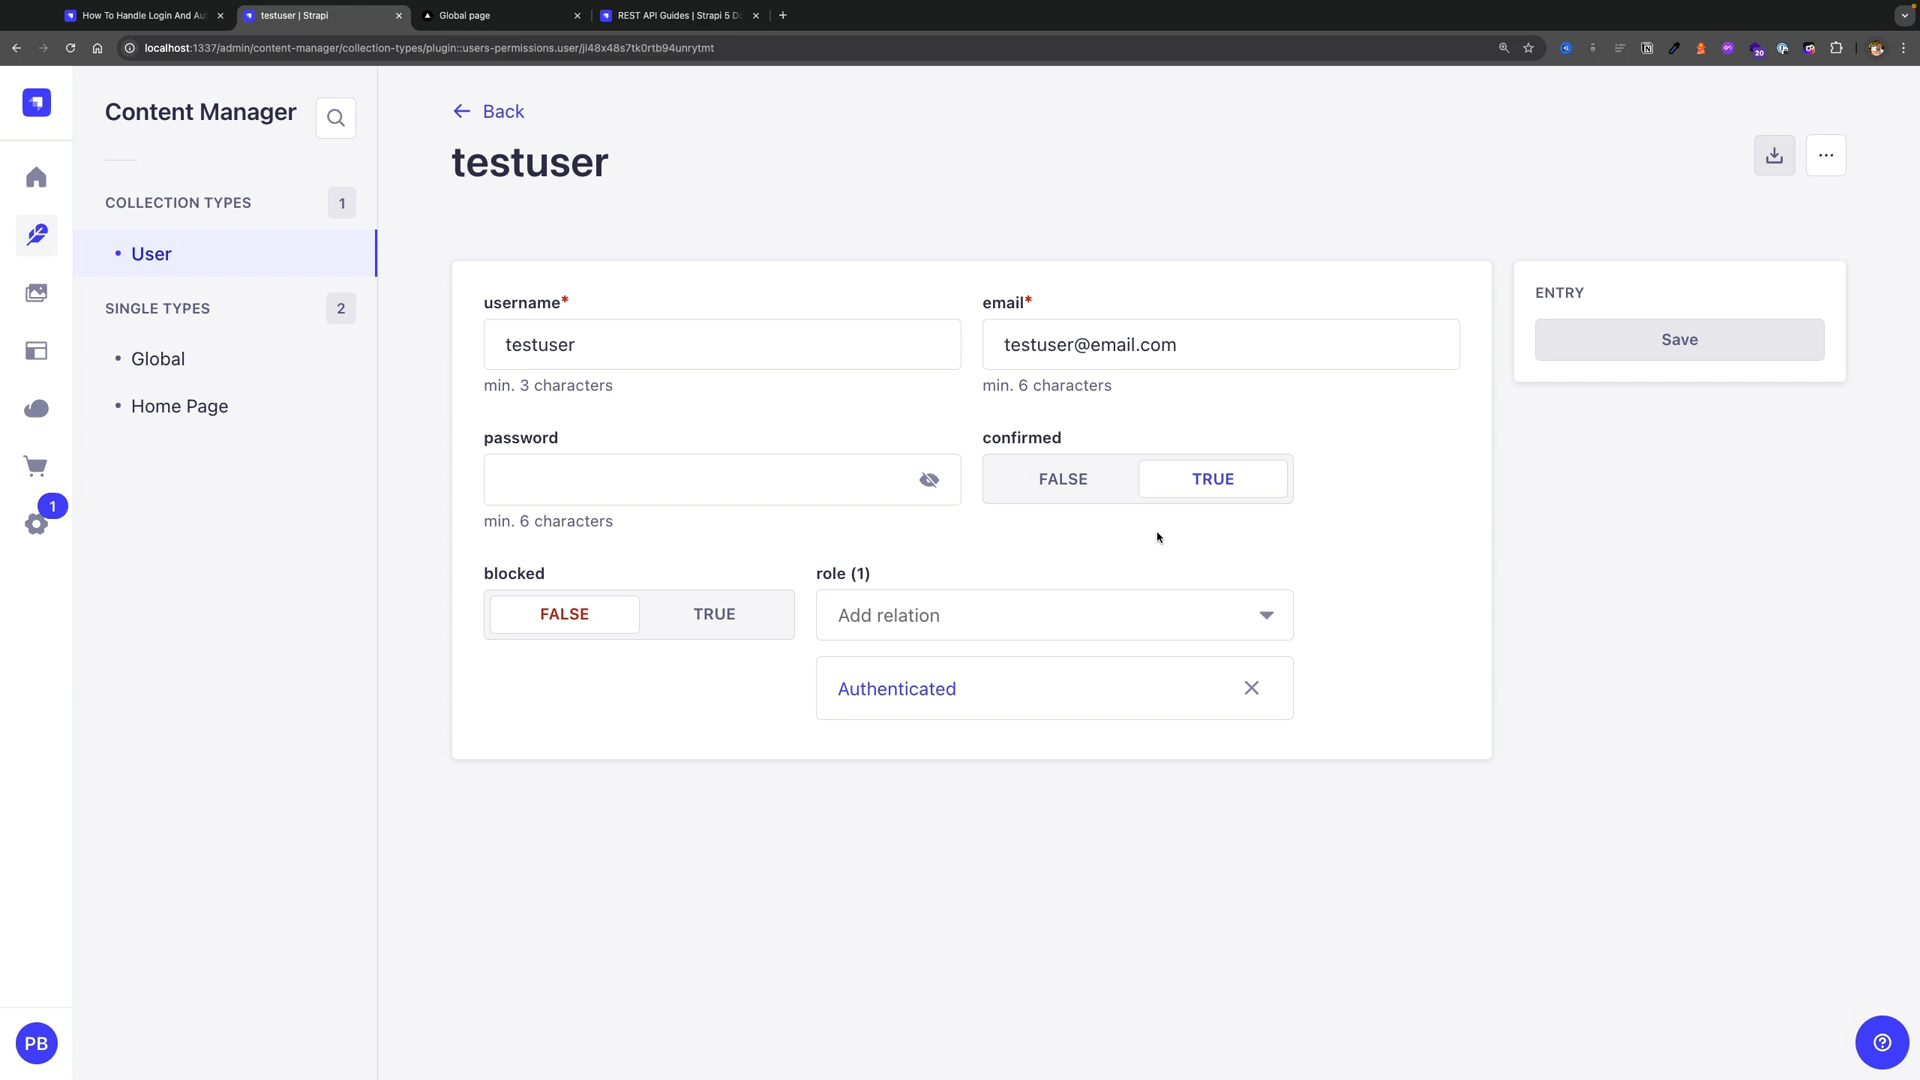 How To Handle Login And Au
testuser | Strapi
Global page
REST API Guides | Strapi 5 D
localhost:1337/admin/content-manager/collection-types/plugin::users-permissions.user/jl48x48s7tk0rtb94unrytmt
20
Content Manager
COLLECTION TYPES 1
User
SINGLE TYPES 2
Global
Home Page
1
PB
Back
testuser
username*
testuser
min. 3 characters
email*
testuser@email.com
min. 6 characters
password
min. 6 characters
confirmed
FALSE TRUE
blocked
FALSE TRUE
role (1)
Add relation
Authenticated
ENTRY
Save